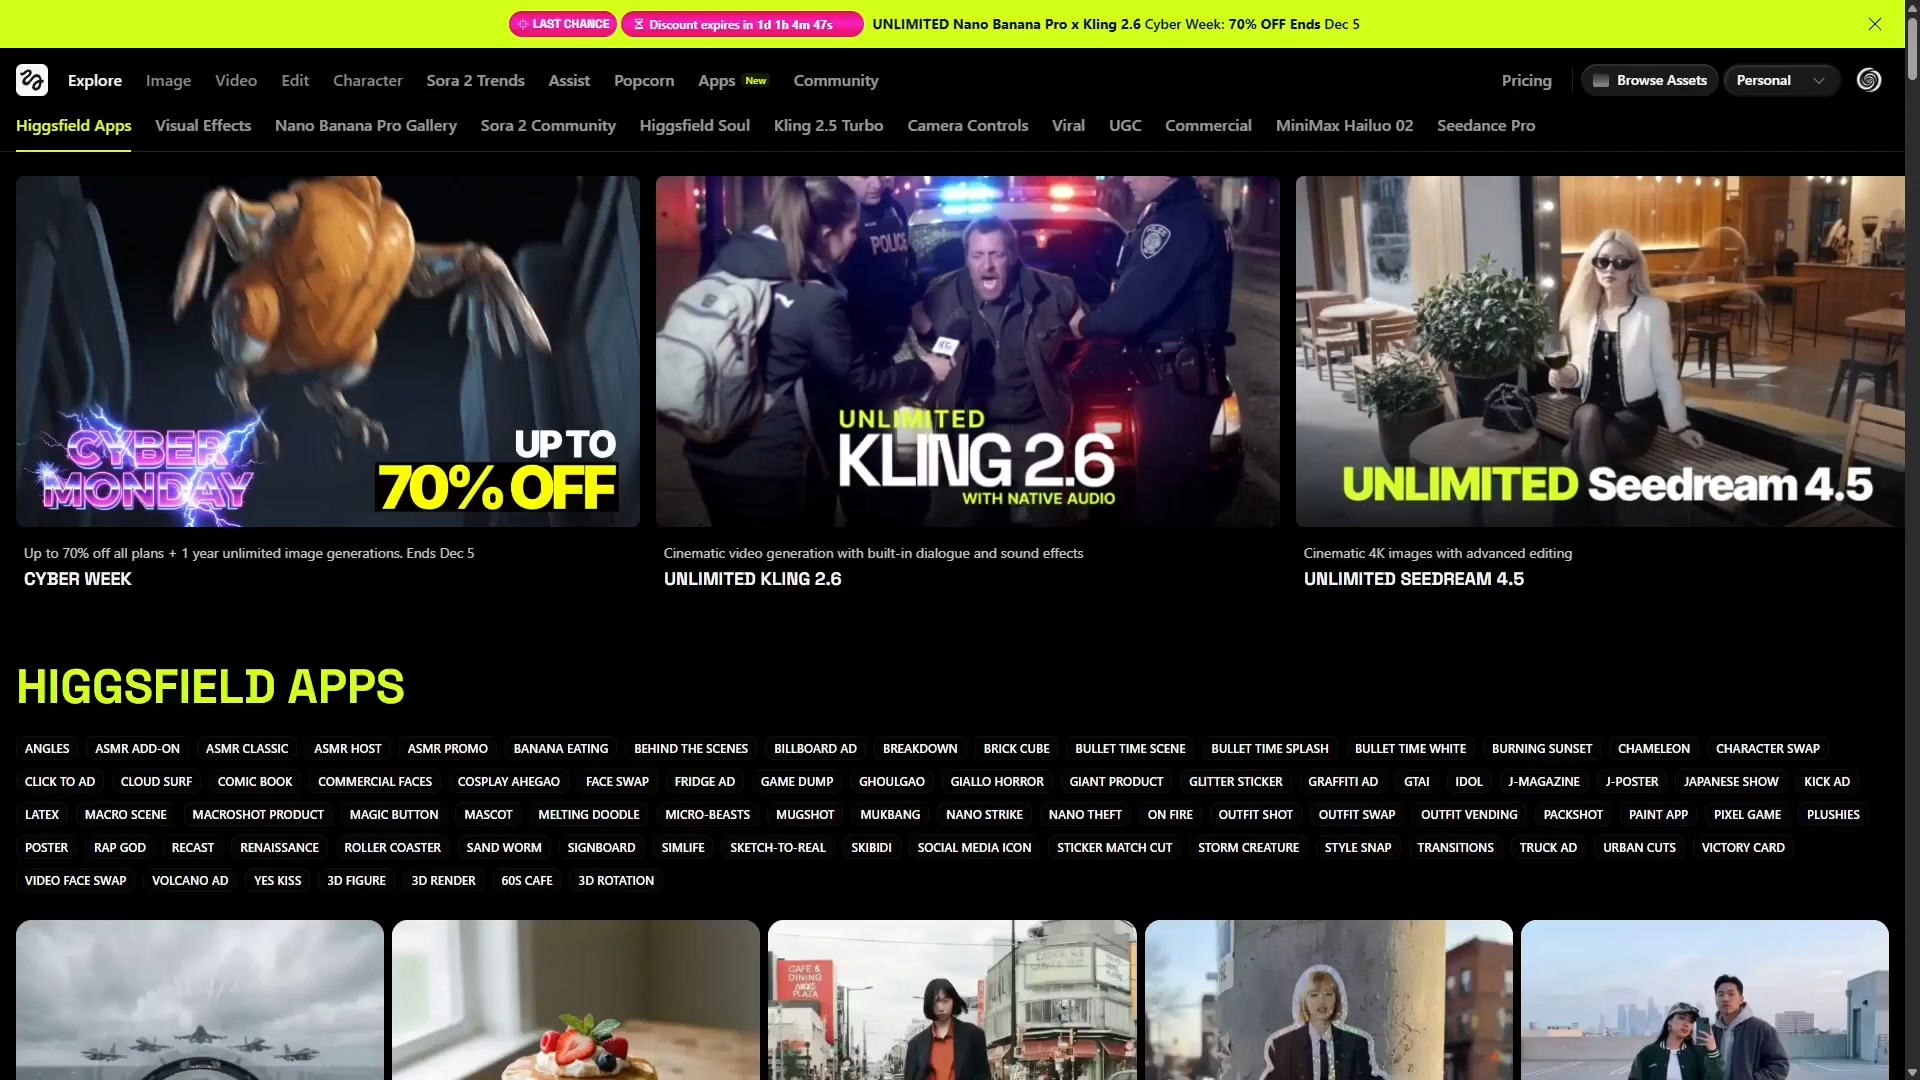 LAST CHANCE
Discount expires in 1d 1h 4m 47s
UNLIMITED Nano Banana Pro x Kling 2.6 Cyber Week: 70% OFF Ends Dec 5
Explore
Image
Video
Edit
Character
Sora 2 Trends
Assist
Popcorn
Apps New
Community
Pricing
Browse Assets
Personal
Higgsfield Apps
Visual Effects
Nano Banana Pro Gallery
Sora 2 Community
Higgsfield Soul
Kling 2.5 Turbo
Camera Controls
Viral
UGC
Commercial
MiniMax Hailuo 02
Seedance Pro
CYBER
MONDAY
UP TO
70% OFF
POLICE
UNLIMITED
KLING 2.6
WITH NATIVE AUDIO
UNLIMITED Seedream 4.5
Up to 70% off all plans + 1 year unlimited image generations. Ends Dec 5
CYBER WEEK
Cinematic video generation with built-in dialogue and sound effects
UNLIMITED KLING 2.6
Cinematic 4K images with advanced editing
UNLIMITED SEEDREAM 4.5
HIGGSFIELD APPS
ANGLES
ASMR ADD-ON
ASMR CLASSIC
ASMR HOST
ASMR PROMO
BANANA EATING
BEHIND THE SCENES
BILLBOARD AD
BREAKDOWN
BRICK CUBE
BULLET TIME SCENE
BULLET TIME SPLASH
BULLET TIME WHITE
BURNING SUNSET
CHAMELEON
CHARACTER SWAP
CLICK TO AD
CLOUD SURF
COMIC BOOK
COMMERCIAL FACES
COSPLAY AHEGAO
FACE SWAP
FRIDGE AD
GAME DUMP
GHOULGAO
GIALLO HORROR
GIANT PRODUCT
GLITTER STICKER
GRAFFITI AD
GTAI
IDOL
J-MAGAZINE
J-POSTER
JAPANESE SHOW
KICK AD
LATEX
MACRO SCENE
MACROSHOT PRODUCT
MAGIC BUTTON
MASCOT
MELTING DOODLE
MICRO-BEASTS
MUGSHOT
MUKBANG
NANO STRIKE
NANO THEFT
ON FIRE
OUTFIT SHOT
OUTFIT SWAP
OUTFIT VENDING
PACKSHOT
PAINT APP
PIXEL GAME
PLUSHIES
POSTER
RAP GOD
RECAST
RENAISSANCE
ROLLER COASTER
SAND WORM
SIGNBOARD
SIMLIFE
SKETCH-TO-REAL
SKIBIDI
SOCIAL MEDIA ICON
STICKER MATCH CUT
STORM CREATURE
STYLE SNAP
TRANSITIONS
TRUCK AD
URBAN CUTS
VICTORY CARD
VIDEO FACE SWAP
VOLCANO AD
YES KISS
3D FIGURE
3D RENDER
60S CAFE
3D ROTATION
CAFE &
DINING
PLAZA